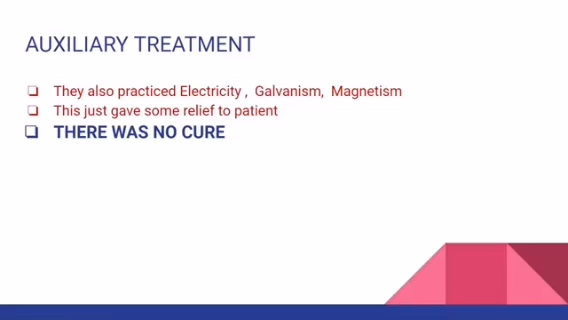 AUXILIARY TREATMENT
❑ They also practiced Electricity , Galvanism, Magnetism
❑ This just gave some relief to patient
❑ THERE WAS NO CURE